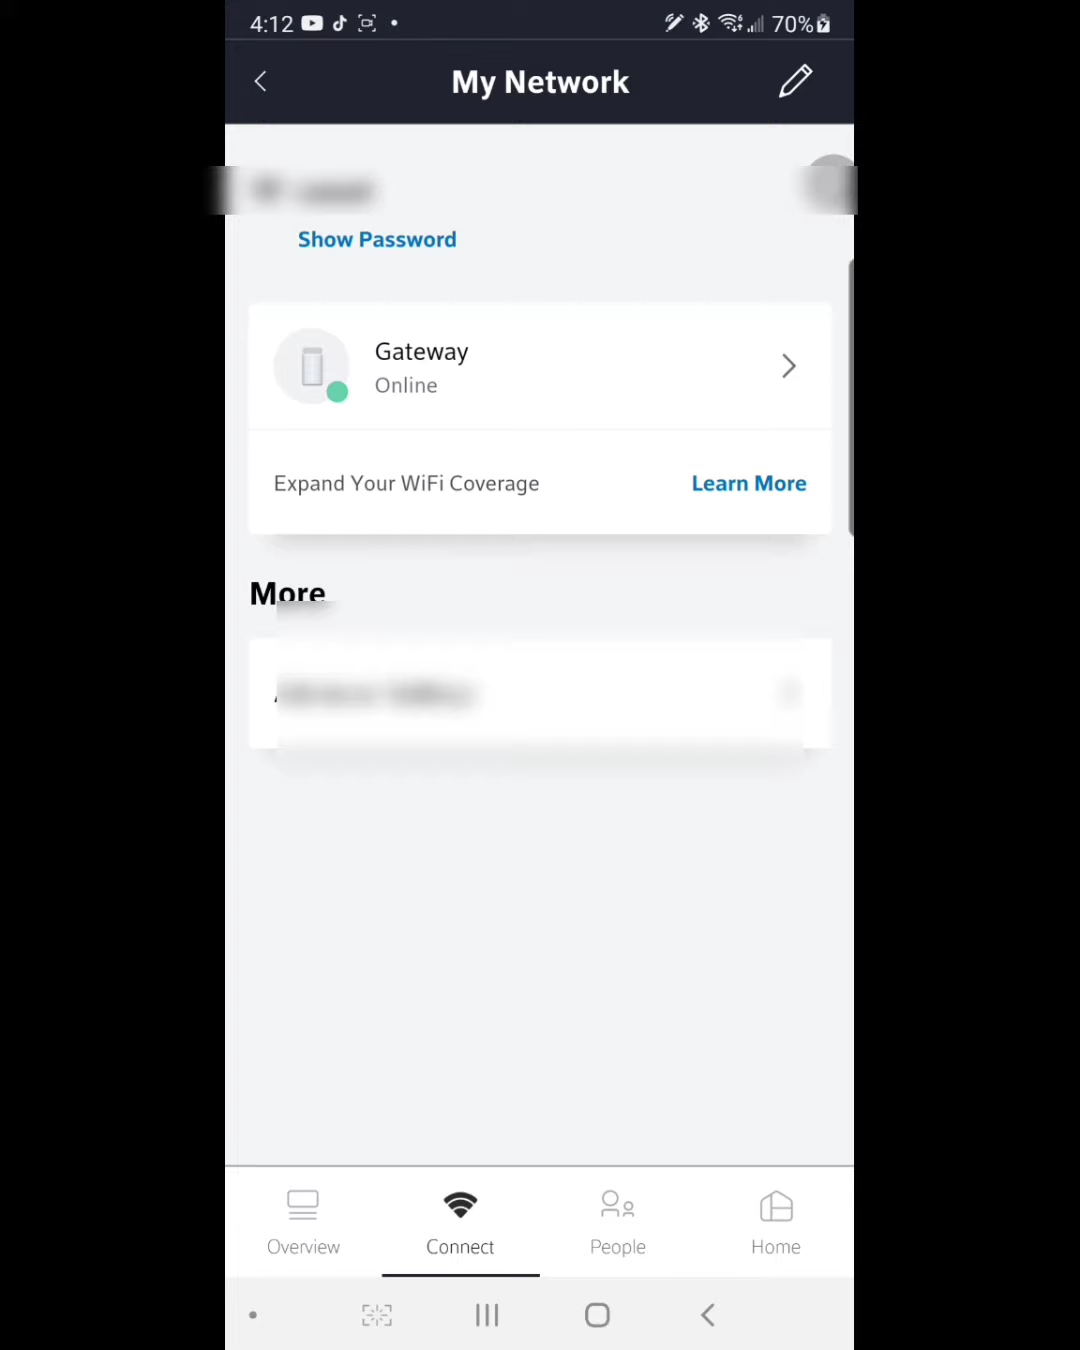 4:12
70%
My Network
Show Password
Gateway
Online
Expand Your WiFi Coverage
Learn More
More
Overview
Connect
People
Home